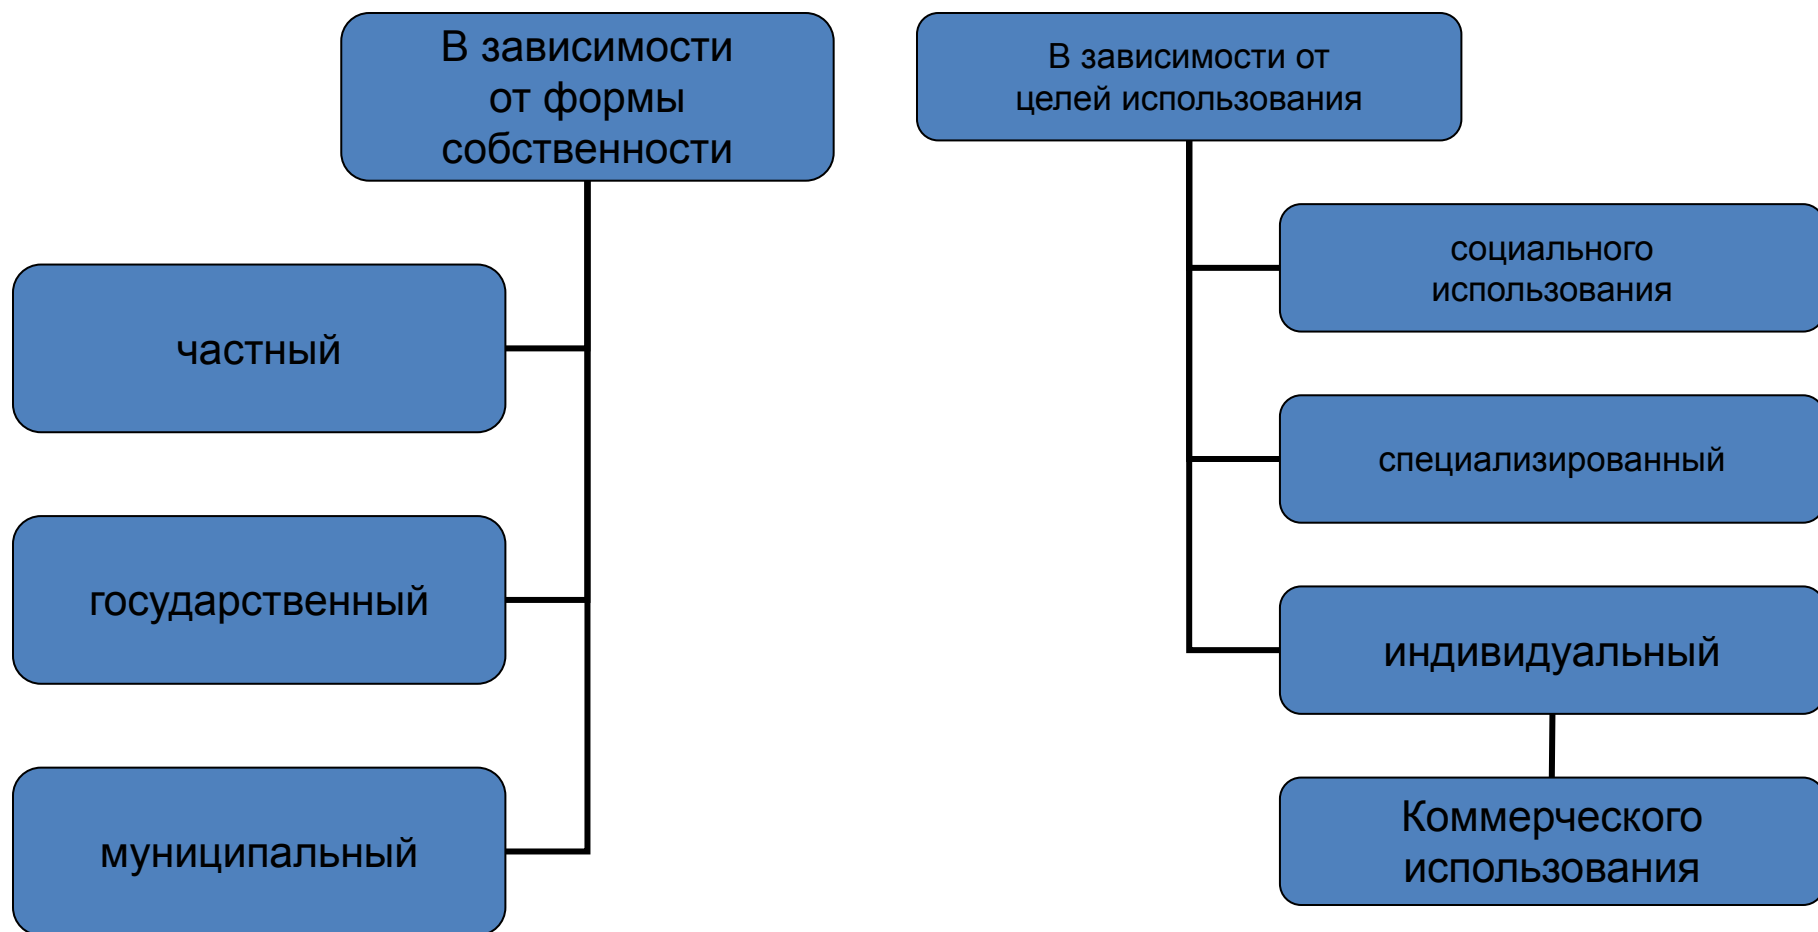 В зависимости
от формы
собственности
частный
государственный
муниципальный
В зависимости от
целей использования
социального
использования
специализированный
индивидуальный
Коммерческого
использования